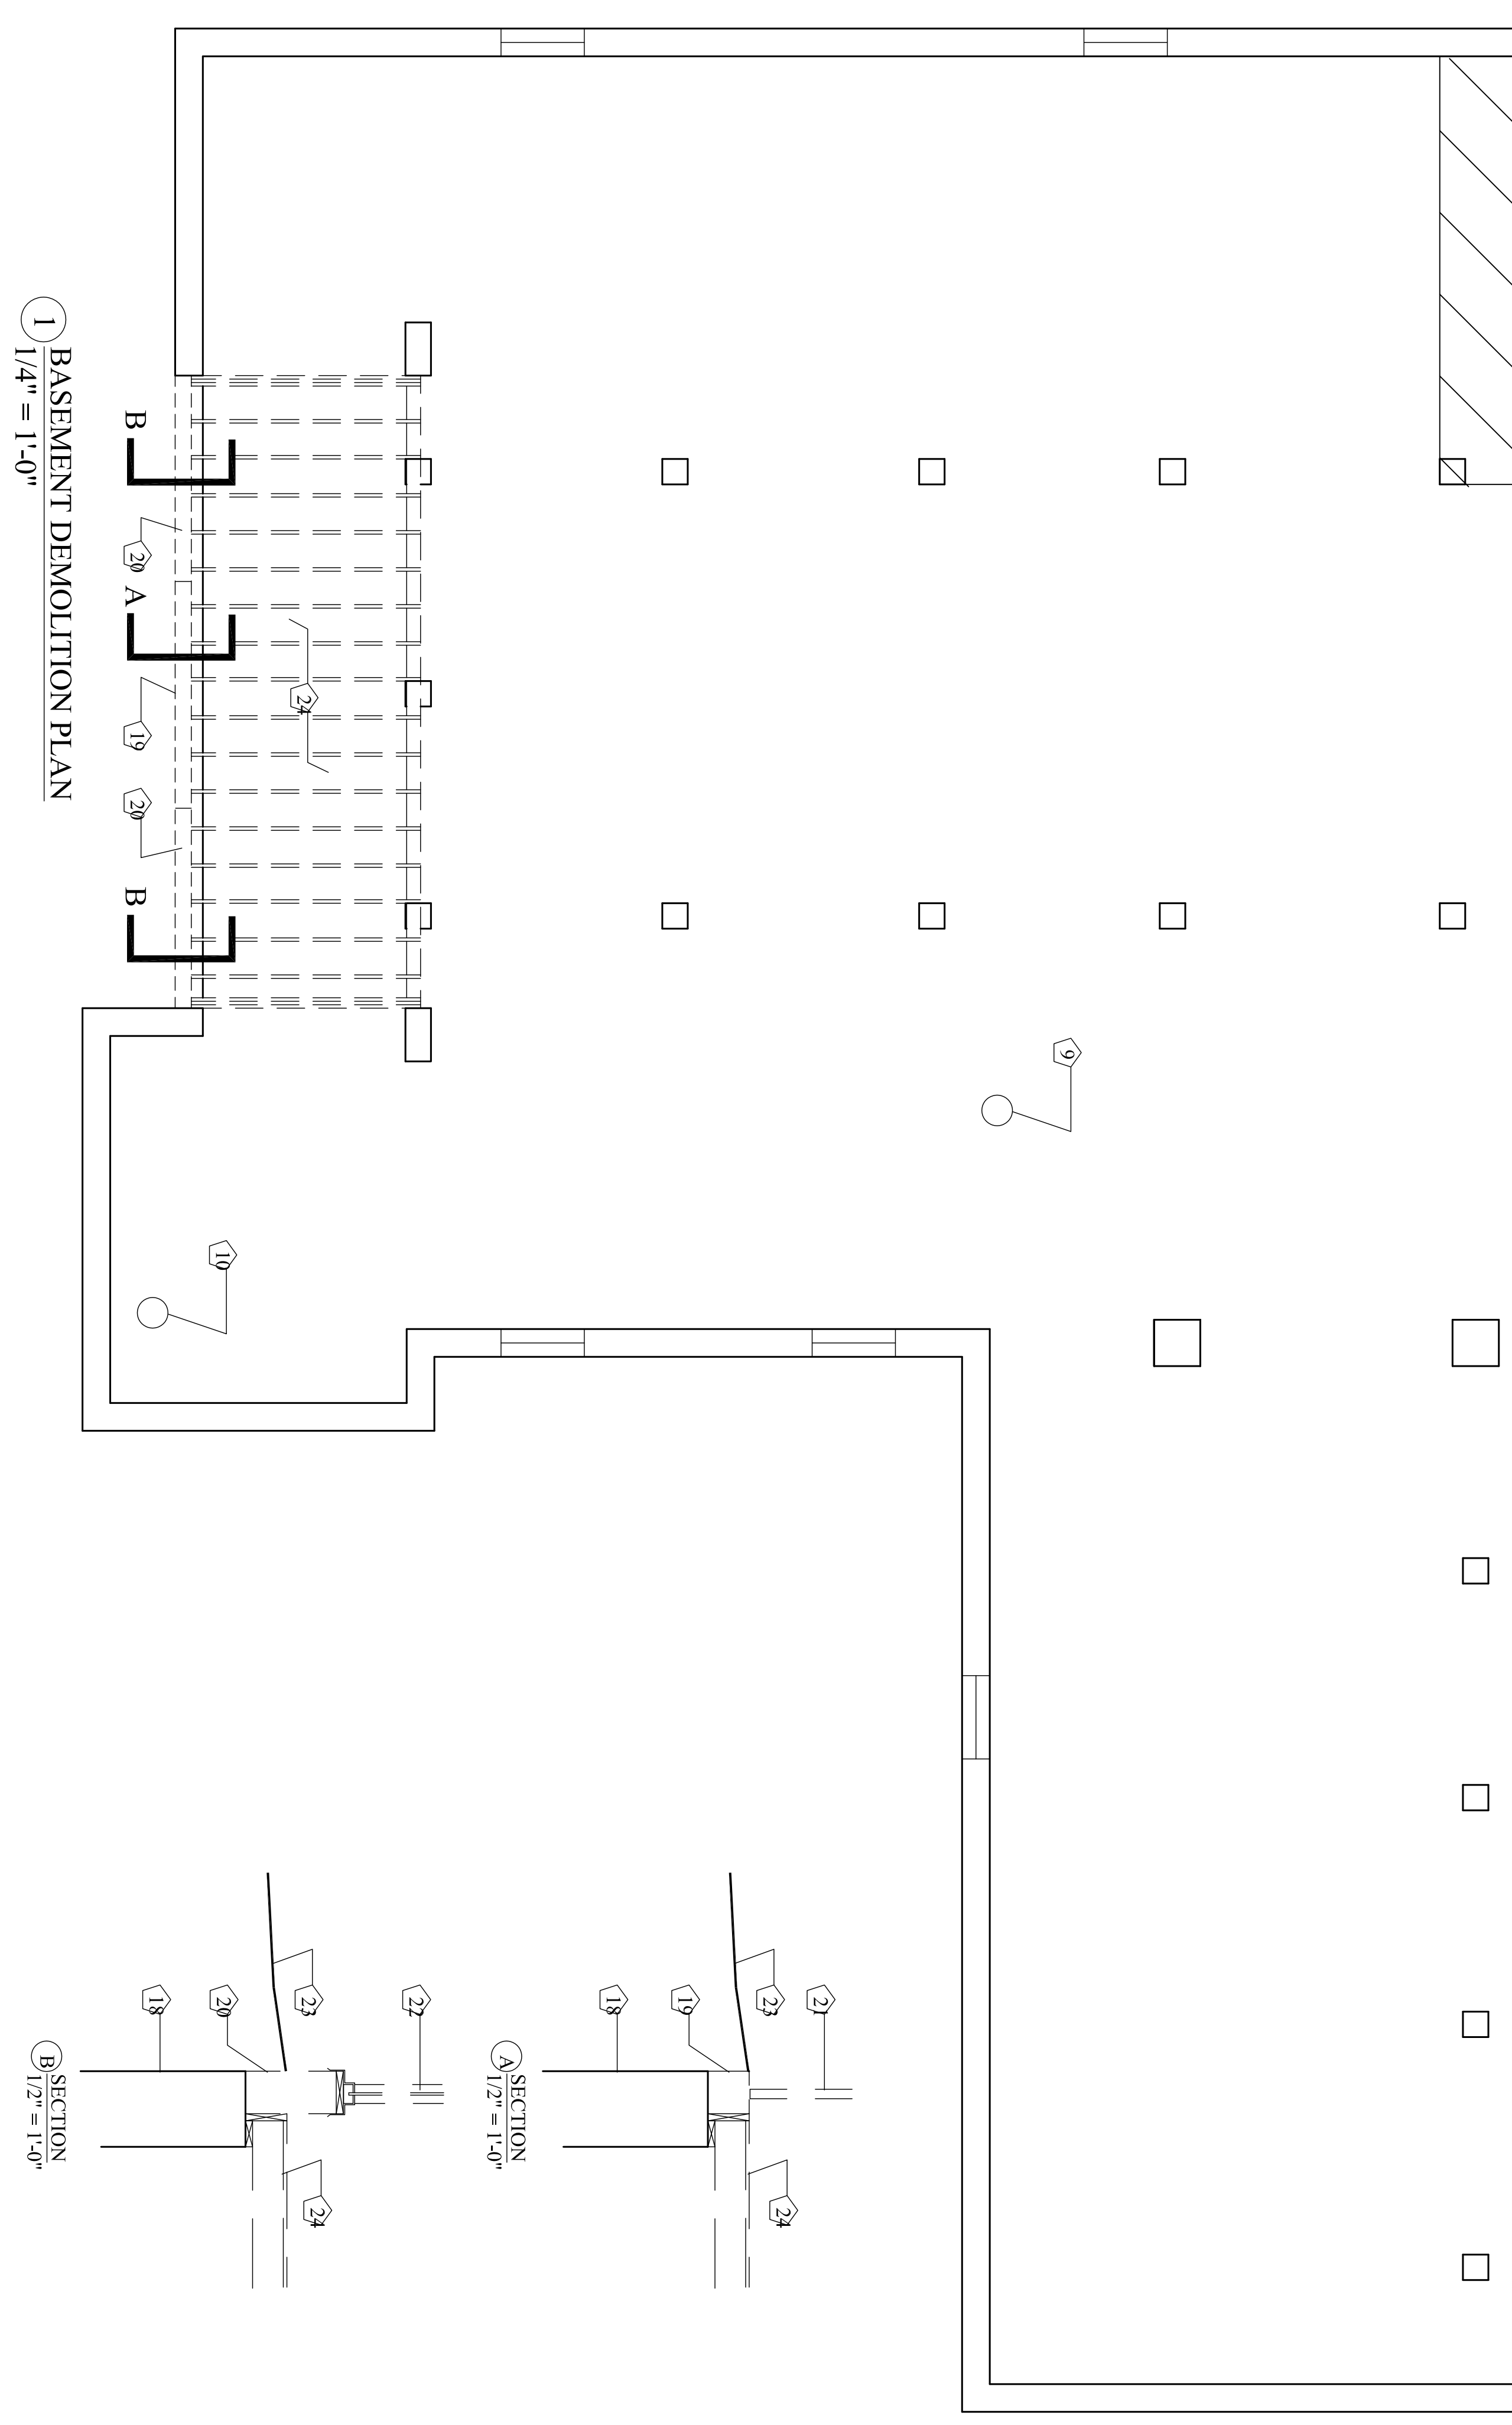 1
BASEMENT DEMOLITION PLAN
1/4" = 1'-0"
B
20
A
19
20
B
24
9
10
23
22
18
20
24
B
SECTION
1/2" = 1'-0"
23
21
18
19
24
A
SECTION
1/2" = 1'-0"